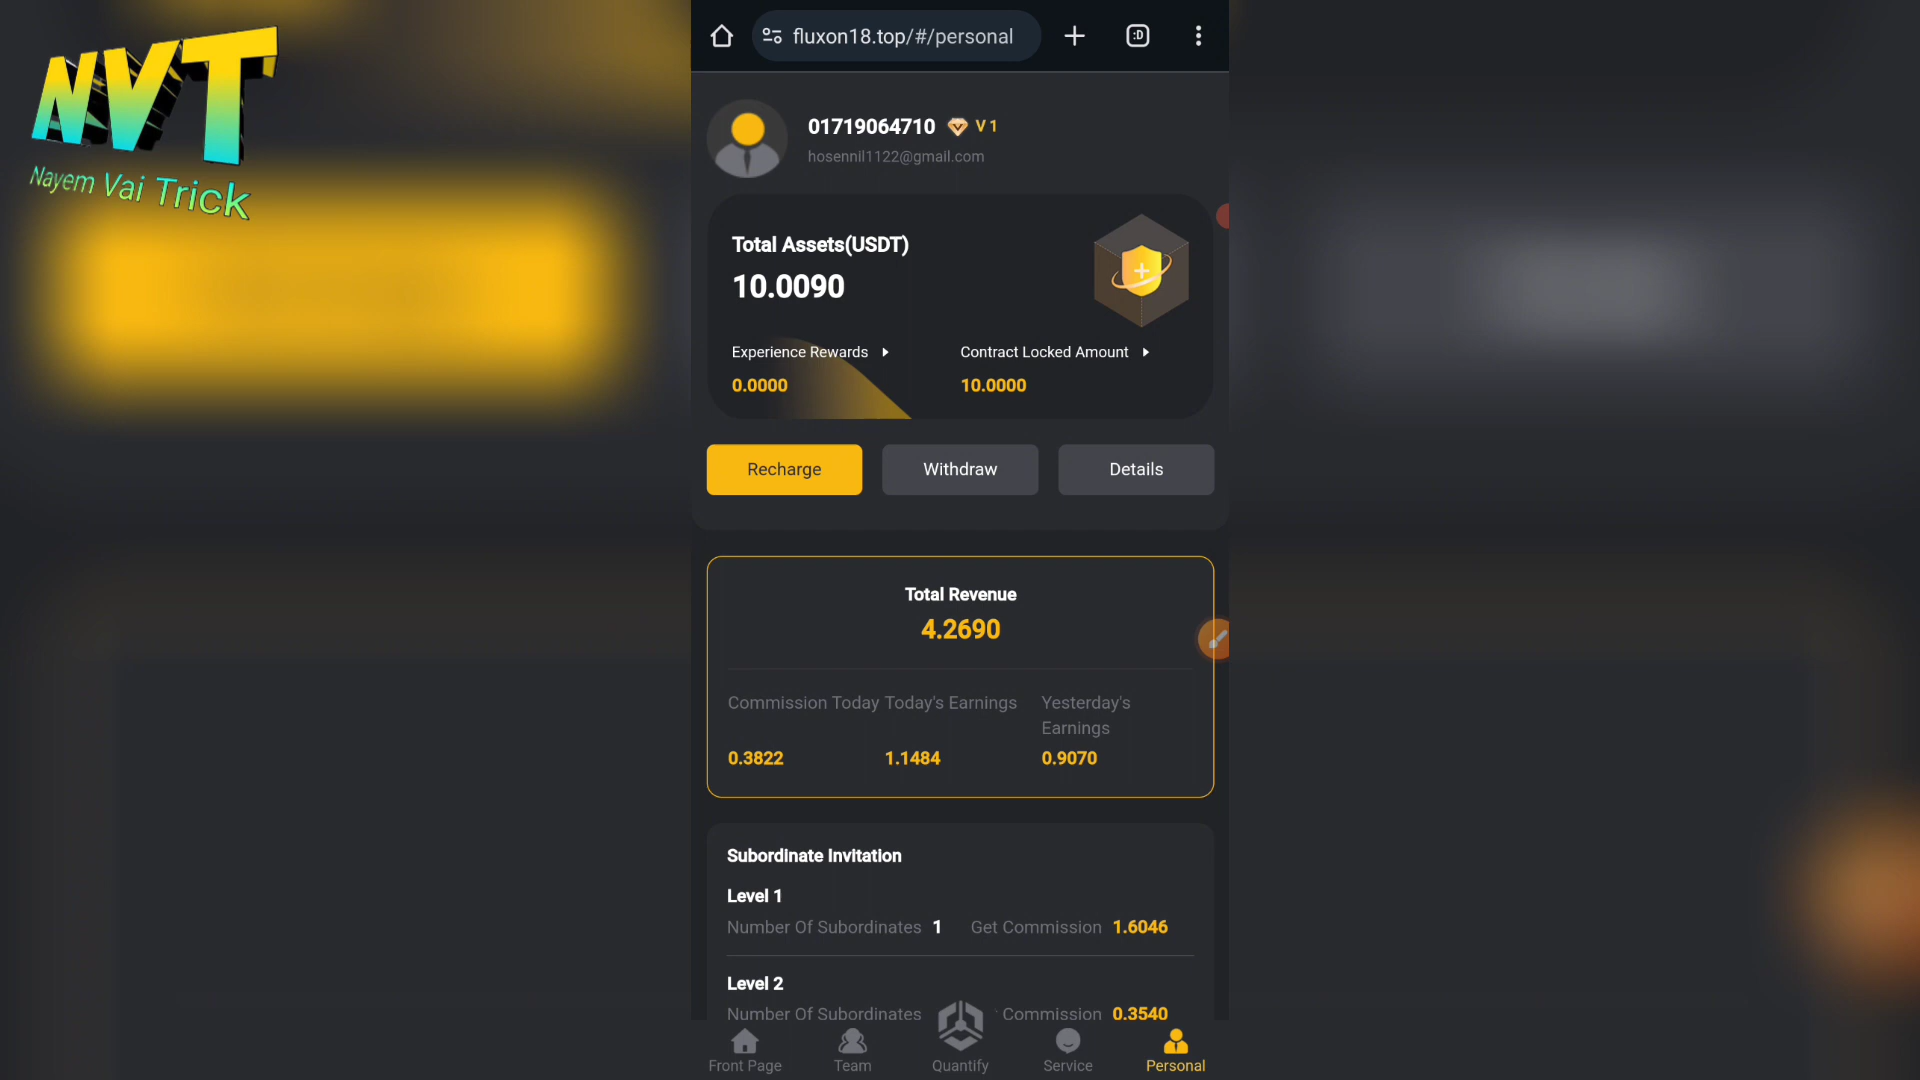 NVT
Nayem Vai Trick
fluxon18.top/#/personal
:D
01719064710 V 1
hosennil1122@gmail.com
Total Assets(USDT)
10.0090
Experience Rewards
Contract Locked Amount
0.0000
10.0000
Recharge
Withdraw
Details
Total Revenue
4.2690
Commission Today
Today's Earnings
Yesterday's
Earnings
0.3822
1.1484
0.9070
Subordinate Invitation
Level 1
Number Of Subordinates 1 Get Commission 1.6046
Level 2
Number Of Subordinates Commission 0.3540
Front Page
Team
Quantify
Service
Personal